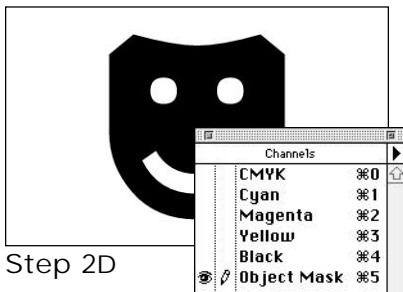 Channels
CMYK ⌘0
Cyan ⌘1
Magenta ⌘2
Yellow ⌘3
Black ⌘4
Object Mask ⌘5
Step 2D